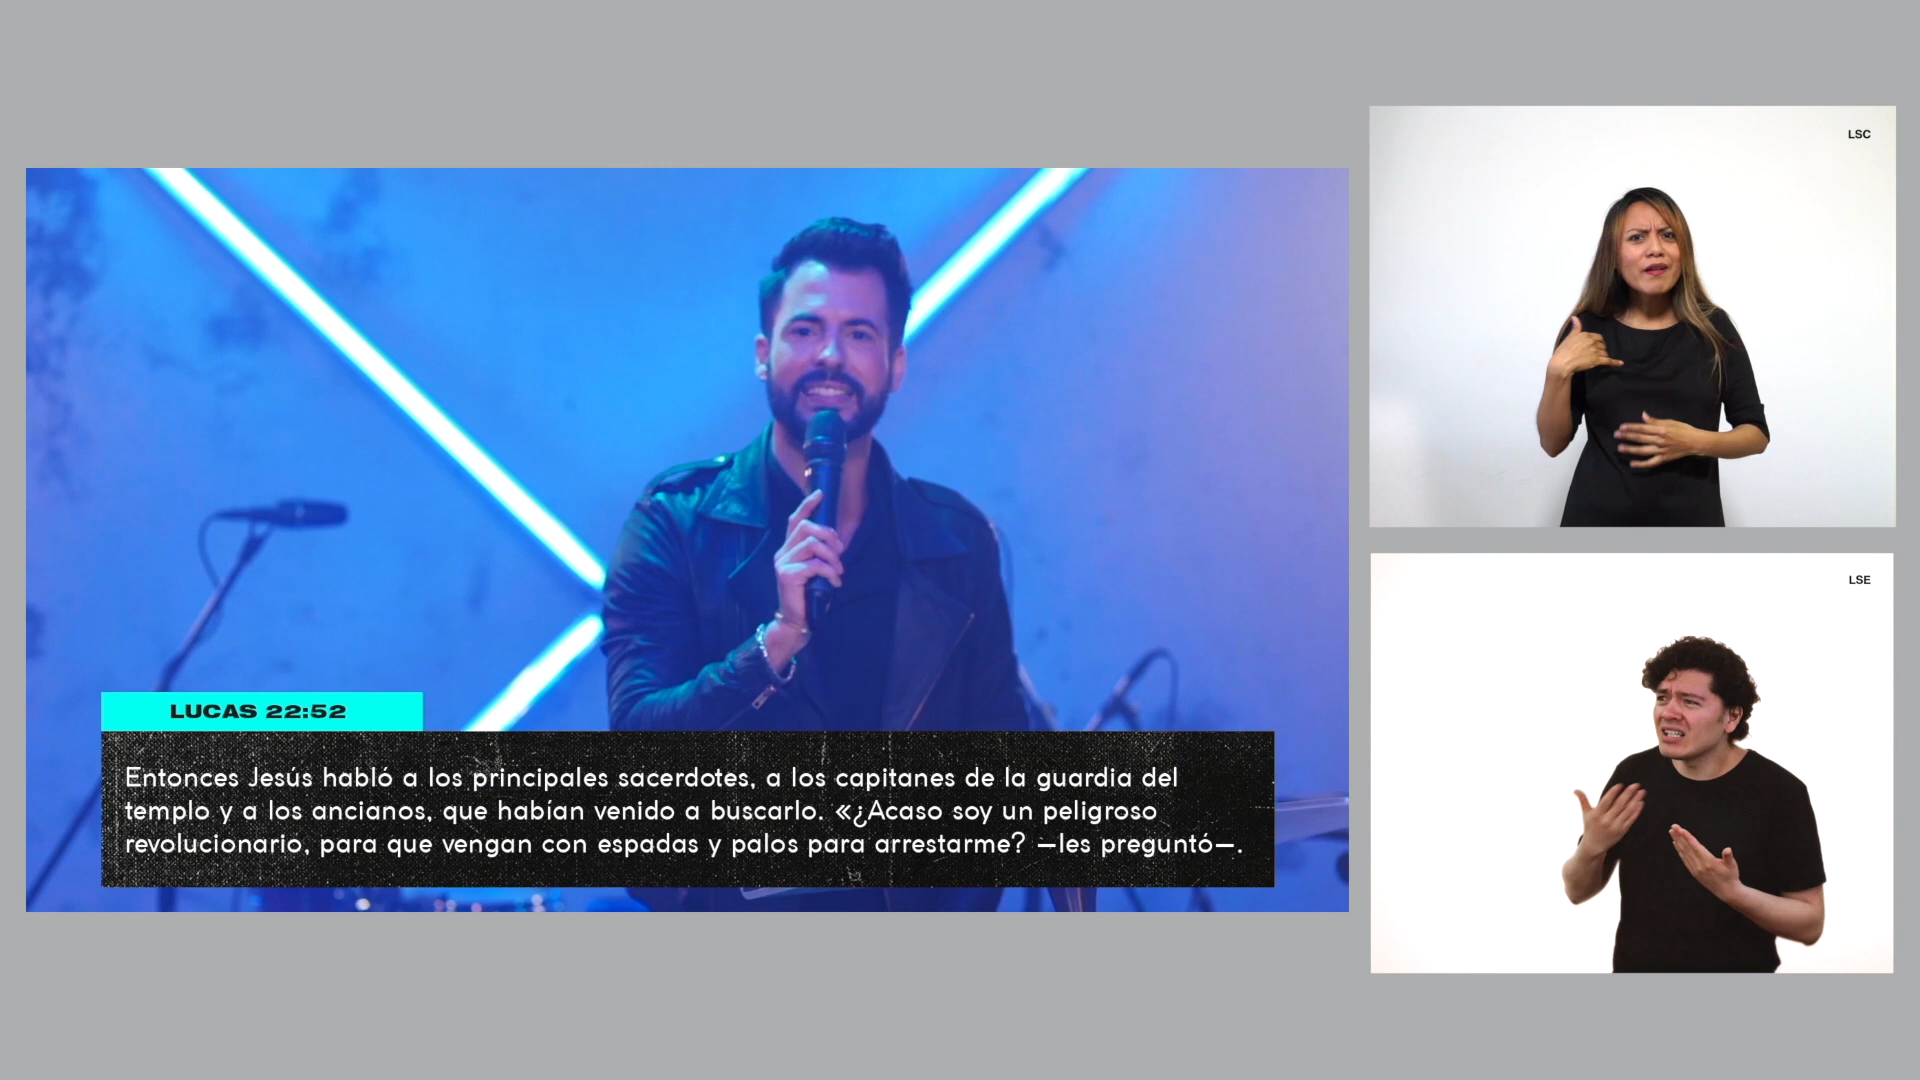 LSC
LSE
LUCAS 22:52
Entonces Jesús habló a los principales sacerdotes, a los capitanes de la guardia del
templo y a los ancianos, que habían venido a buscarlo. «¿Acaso soy un peligroso
revolucionario, para que vengan con espadas y palos para arrestarme? —les preguntó—.